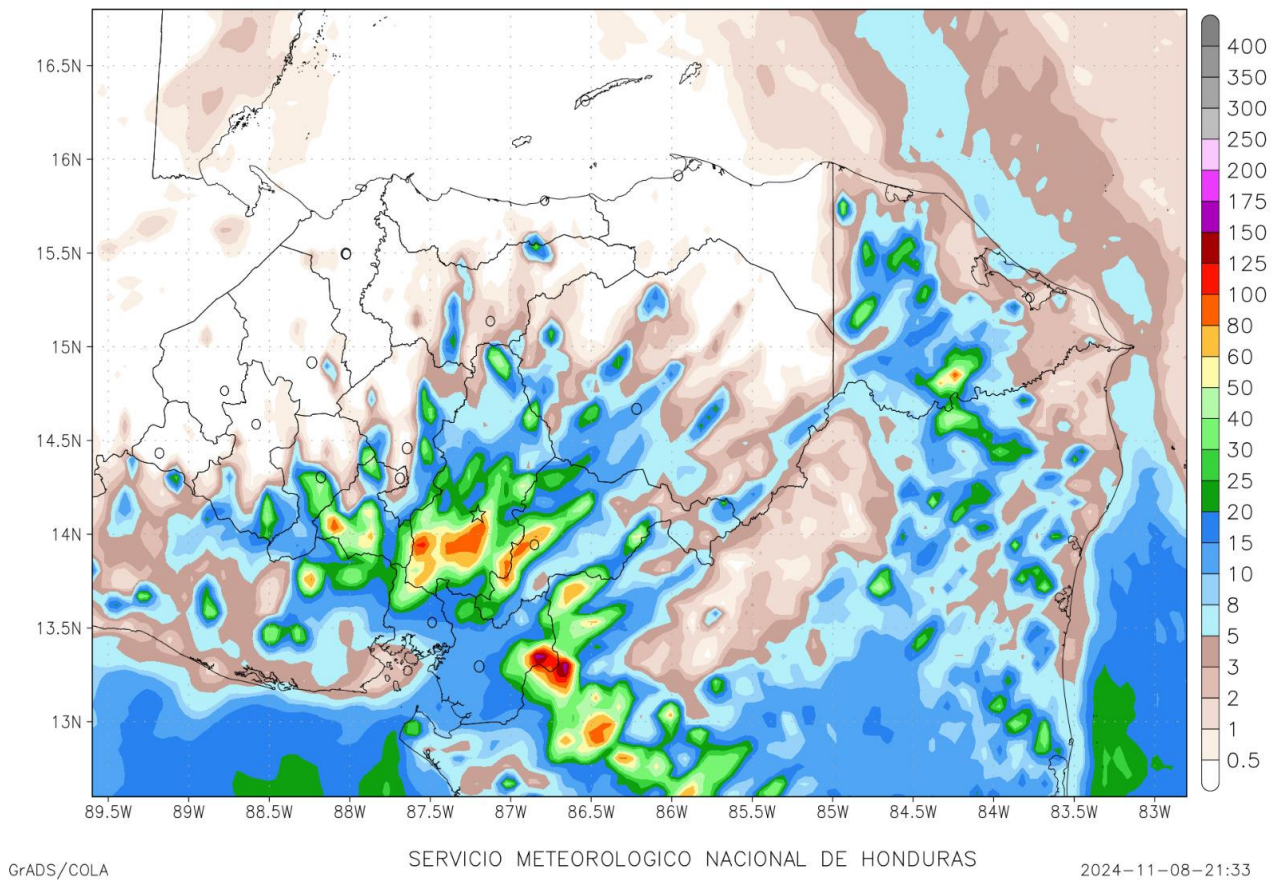 16.5N
16N
15.5N
15N
14.5N
14N
13.5N
13N
89.5W 89W 88.5W 88W 87.5W 87W 86.5W 86W 85.5W 85W 84.5W 84W 83.5W 83W
400
350
300
250
200
175
150
125
100
80
60
50
40
30
25
20
15
10
8
5
3
2
1
0.5
SERVICIO METEOROLOGICO NACIONAL DE HONDURAS
GrADS/COLA
2024-11-08-21:33